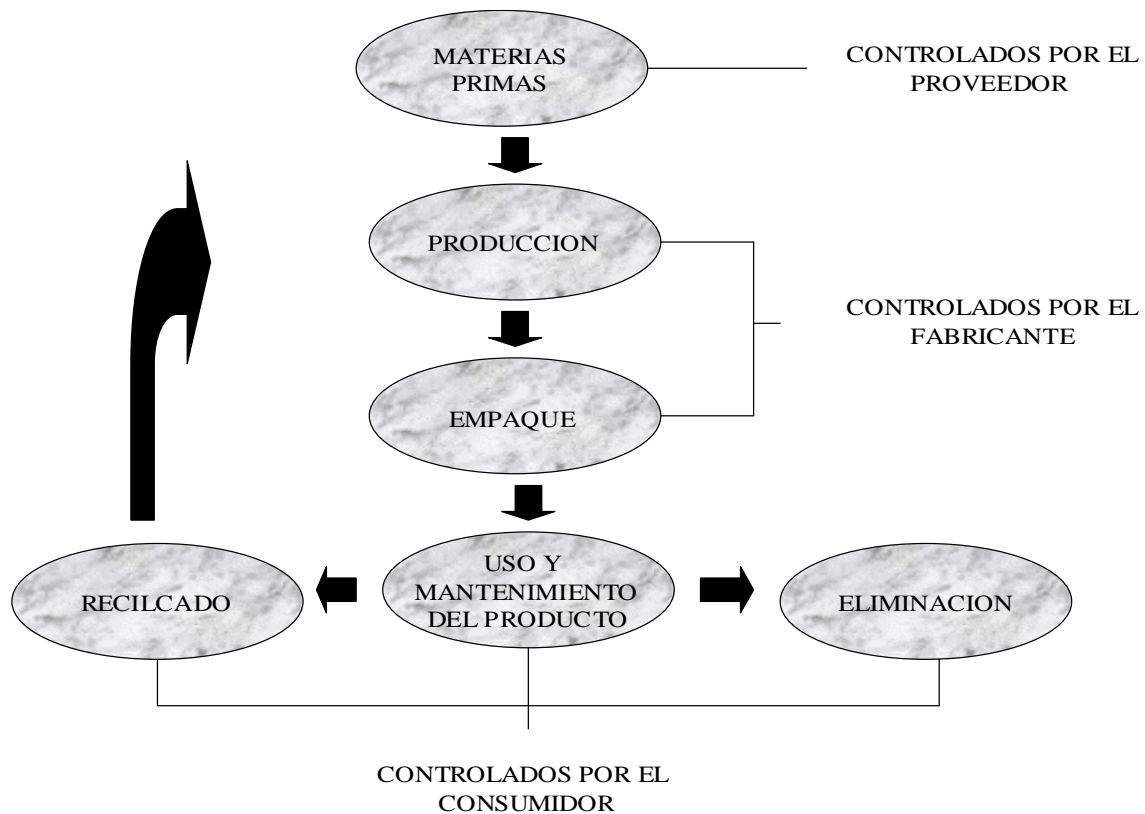 MATERIAS
PRIMAS
CONTROLADOS POR EL
PROVEEDOR
PRODUCCION
CONTROLADOS POR EL
FABRICANTE
EMPAQUE
RECILCADO
USO Y
MANTENIMIENTO
DEL PRODUCTO
ELIMINACION
CONTROLADOS POR EL
CONSUMIDOR